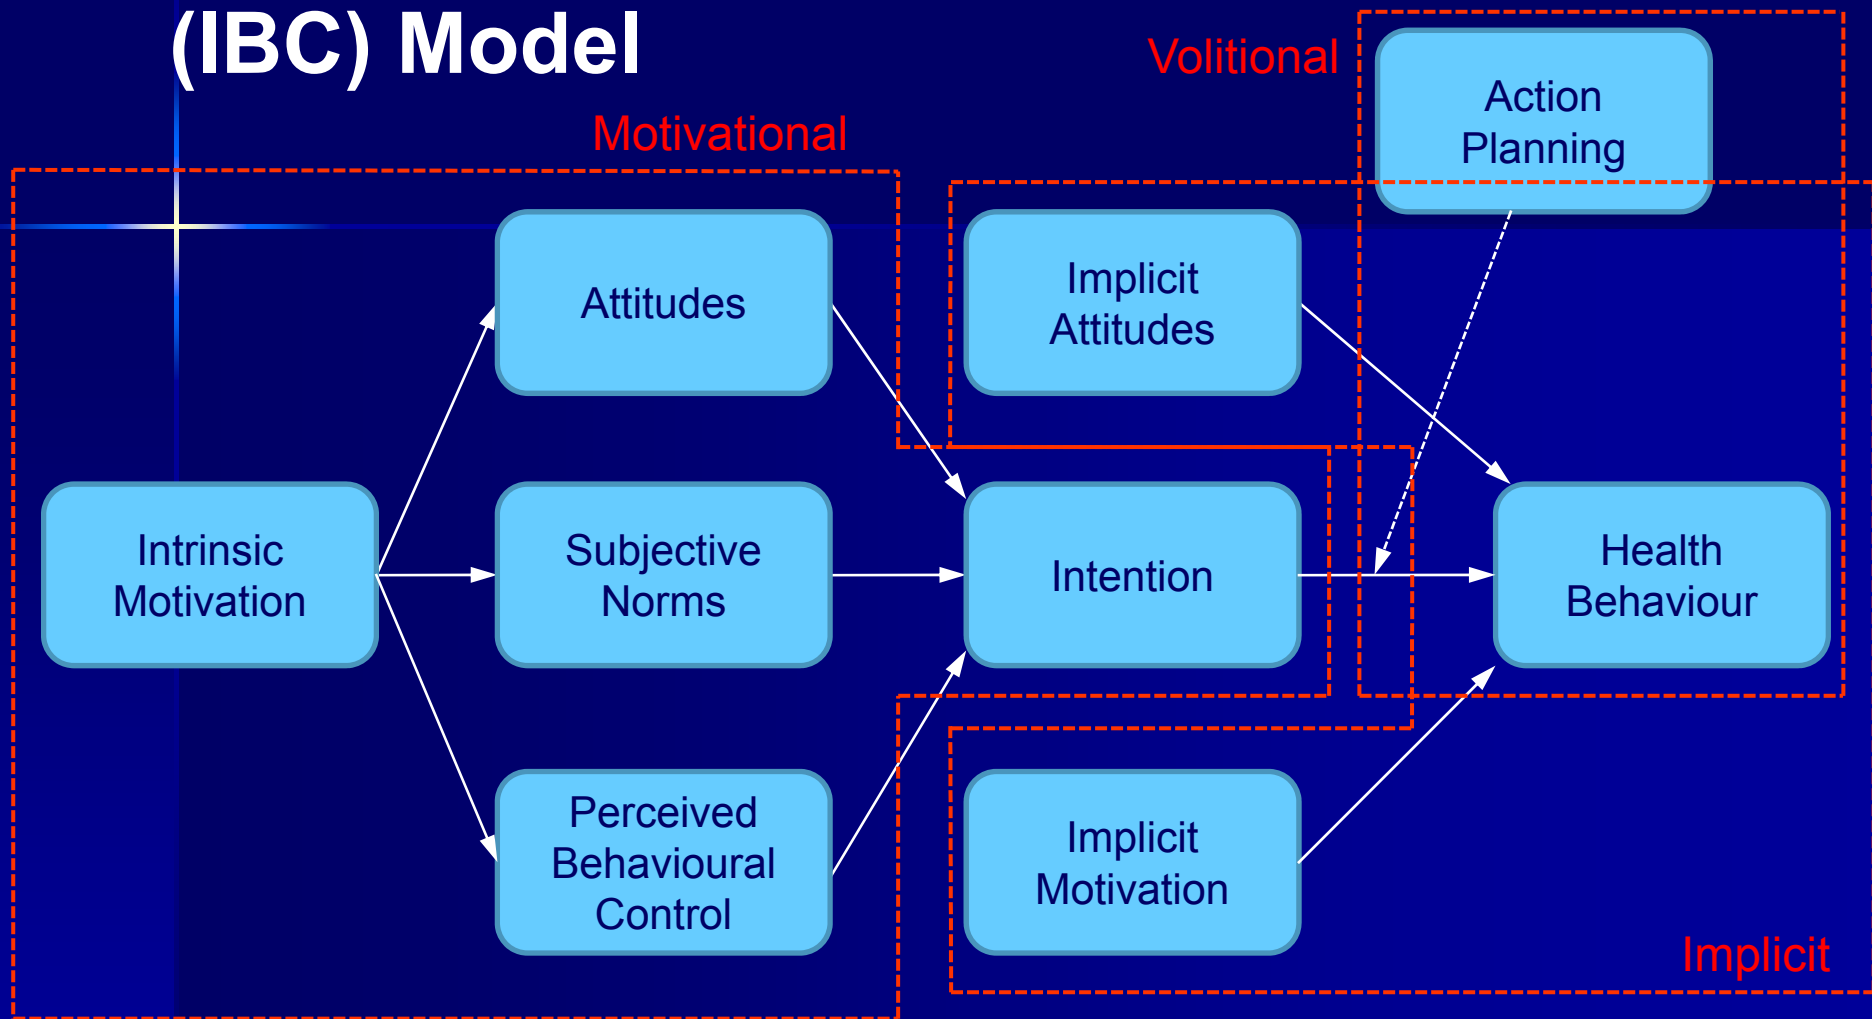 (IBC) Model
Volitional
Motivational
Action
Planning
Attitudes
Implicit
Attitudes
Intrinsic
Motivation
Subjective
Norms
Intention
Health
Behaviour
Perceived
Behavioural
Control
Implicit
Motivation
Implicit